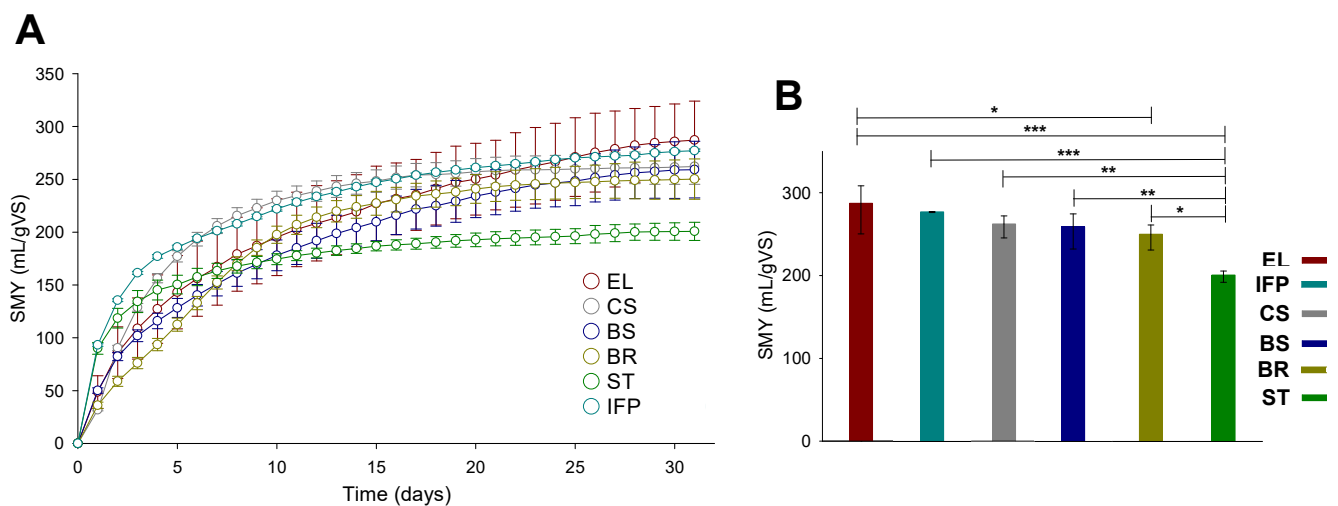 A
SMY (mL/gVS)
350
300
250
200
150
100
50
0
0 5 10 15 20 25 30
Time (days)
EL
CS
BS
BR
ST
IFP
B
*
***
***
**
**
*
SMY (mL/gVS)
300
200
100
0
EL
IFP
CS
BS
BR
ST